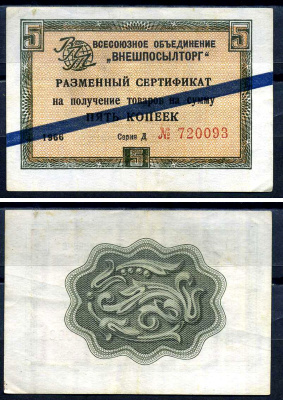 5 ВСЕСОЮЗНОЕ ОБЪЕДИНЕНИЕ 5
„ВНЕШПОСЫЛТОРГ"
РАЗМЕННЫЙ СЕРТИФИКАТ
на получение товаров на сумму
ПЯТЬ КОПЕЕК
1966 Серия Д № 720093
5